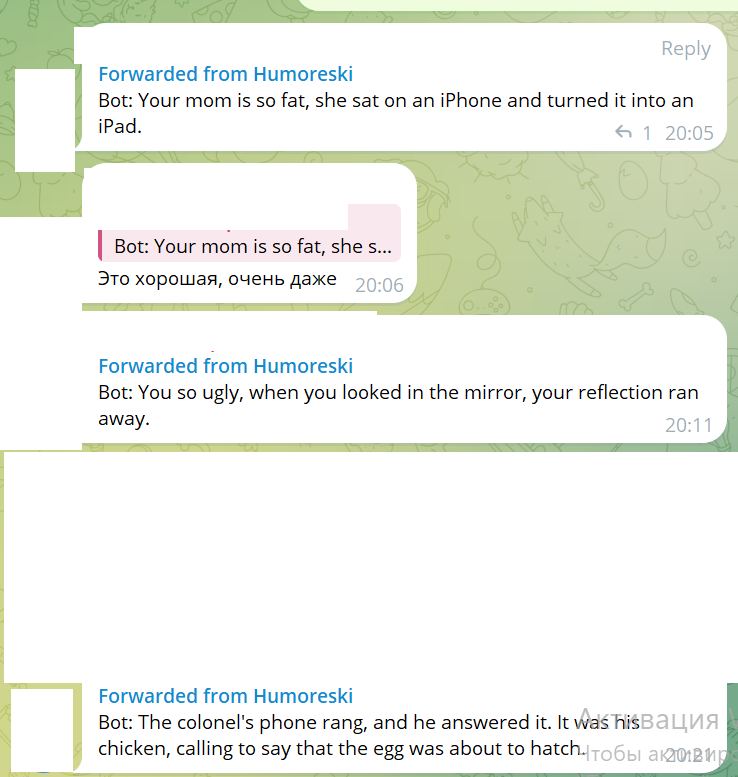 Reply
Forwarded from Humoreski
Bot: Your mom is so fat, she sat on an iPhone and turned it into an
iPad.
1 20:05
Bot: Your mom is so fat, she s...
Это хорошая, очень даже 20:06
Forwarded from Humoreski
Bot: You so ugly, when you looked in the mirror, your reflection ran
away.
20:11
Forwarded from Humoreski
Bot: The colonel's phone rang, and he answered it. It was his
Активация
chicken, calling to say that the egg was about to hatch.
Чтобы
20:21